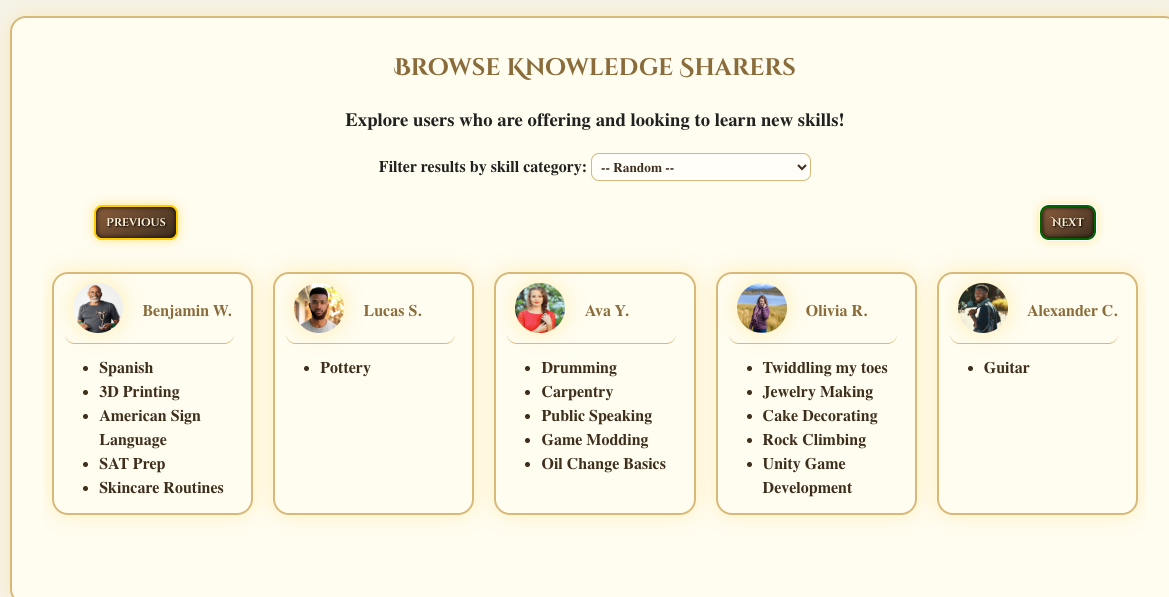 Browse Knowledge Sharers
Explore users who are offering and looking to learn new skills!
Filter results by skill category: -- Random --
Previous
Next
Benjamin W.
Spanish
3D Printing
American Sign
Language
SAT Prep
Skincare Routines
Lucas S.
Pottery
Ava Y.
Drumming
Carpentry
Public Speaking
Game Modding
Oil Change Basics
Olivia R.
Twiddling my toes
Jewelry Making
Cake Decorating
Rock Climbing
Unity Game
Development
Alexander C.
Guitar